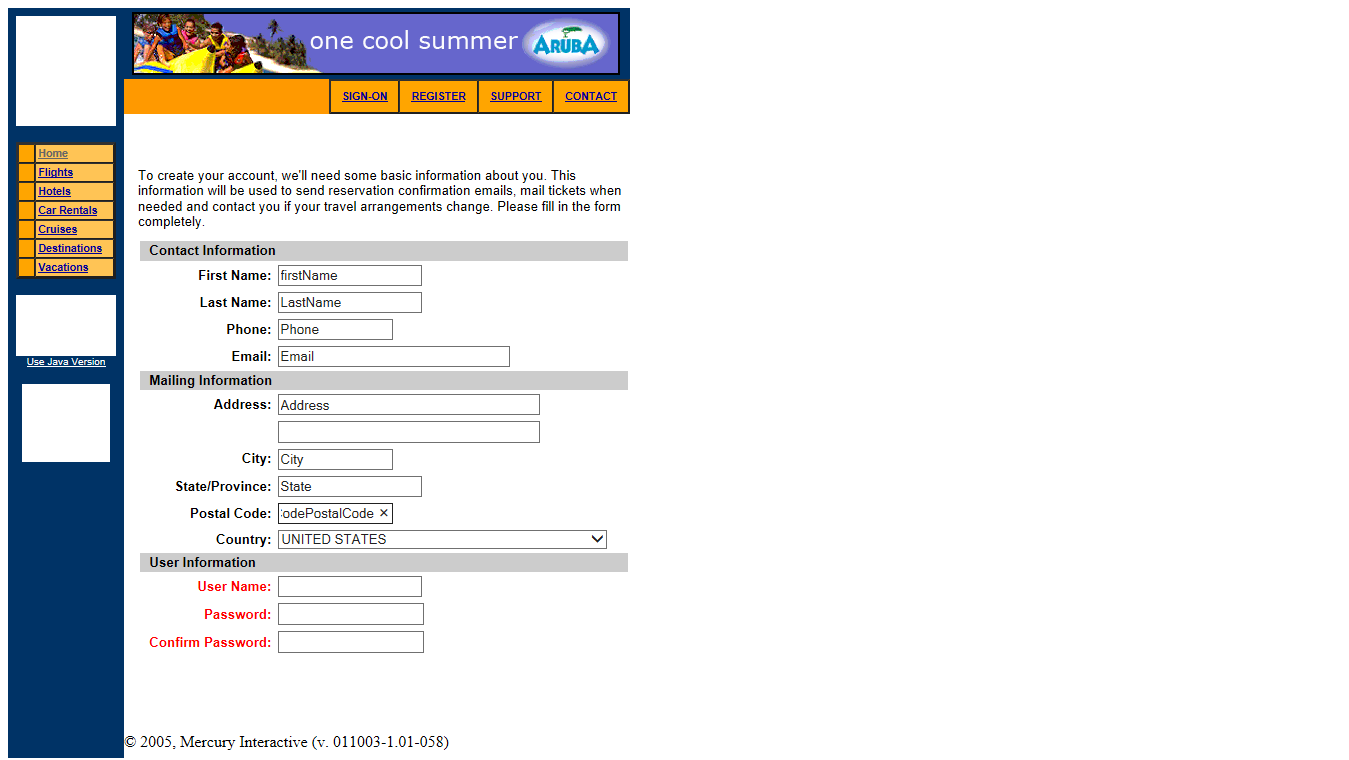 one cool summer ARUBA
SIGN-ON REGISTER SUPPORT CONTACT
Home
Flights
Hotels
Car Rentals
Cruises
Destinations
Vacations
Use Java Version
To create your account, we'll need some basic information about you. This
information will be used to send reservation confirmation emails, mail tickets when
needed and contact you if your travel arrangements change. Please fill in the form
completely.
Contact Information
First Name: firstName
Last Name: LastName
Phone: Phone
Email: Email
Mailing Information
Address: Address
City: City
State/Province: State
Postal Code: odePostalCode ×
Country: UNITED STATES
User Information
User Name:
Password:
Confirm Password:
© 2005, Mercury Interactive (v. 011003-1.01-058)